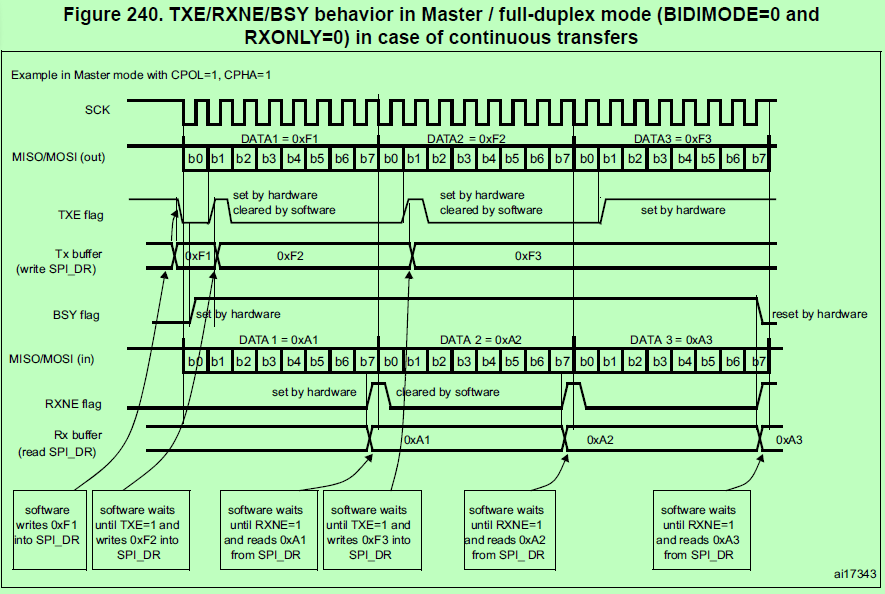 Figure 240. TXE/RXNE/BSY behavior in Master / full-duplex mode (BIDIMODE=0 and
RXONLY=0) in case of continuous transfers
Example in Master mode with CPOL=1, CPHA=1
SCK
DATA1 = 0xF1 DATA2 = 0xF2 DATA3 = 0xF3
MISO/MOSI (out) b0 b1 b2 b3 b4 b5 b6 b7 b0 b1 b2 b3 b4 b5 b6 b7 b0 b1 b2 b3 b4 b5 b6 b7
set by hardware set by hardware
TXE flag cleared by software cleared by software set by hardware
Tx buffer 0xF1 0xF2 0xF3
(write SPI_DR)
BSY flag set by hardware reset by hardware
DATA 1 = 0xA1 DATA 2 = 0xA2 DATA 3 = 0xA3
MISO/MOSI (in) b0 b1 b2 b3 b4 b5 b6 b7 b0 b1 b2 b3 b4 b5 b6 b7 b0 b1 b2 b3 b4 b5 b6 b7
set by hardware cleared by software
RXNE flag
Rx buffer 0xA1 0xA2 0xA3
(read SPI_DR)
software
writes 0xF1
into SPI_DR
software waits
until TXE=1 and
writes 0xF2 into
SPI_DR
software waits
until RXNE=1
and reads 0xA1
from SPI_DR
software waits
until TXE=1 and
writes 0xF3 into
SPI_DR
software waits
until RXNE=1
and reads 0xA2
from SPI_DR
software waits
until RXNE=1
and reads 0xA3
from SPI_DR
ai17343